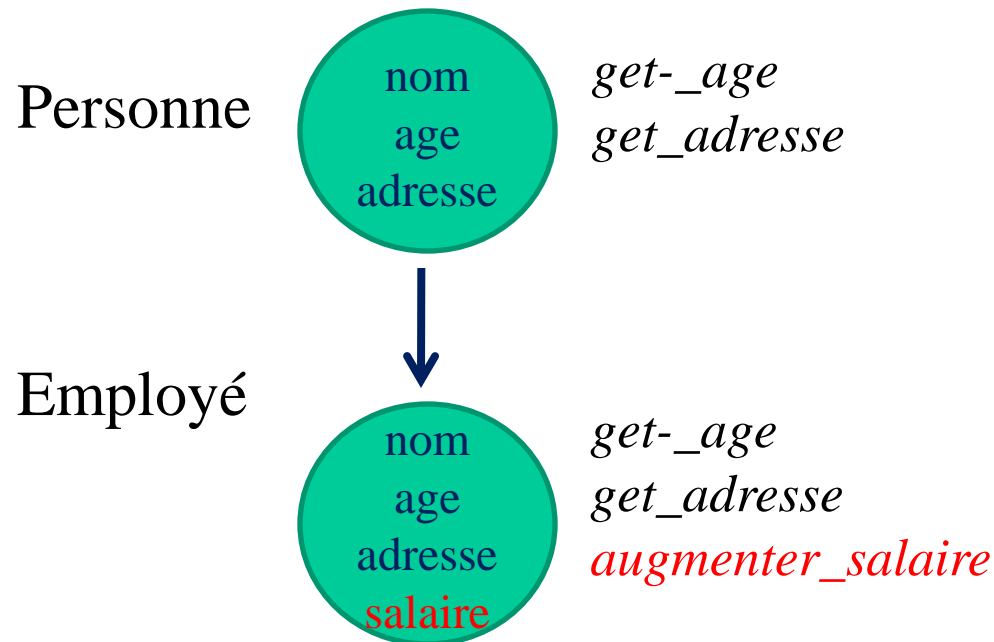 Personne
nom
age
adresse
get-_age
get_adresse
Employé
nom
age
adresse
salaire
get-_age
get_adresse
augmenter_salaire